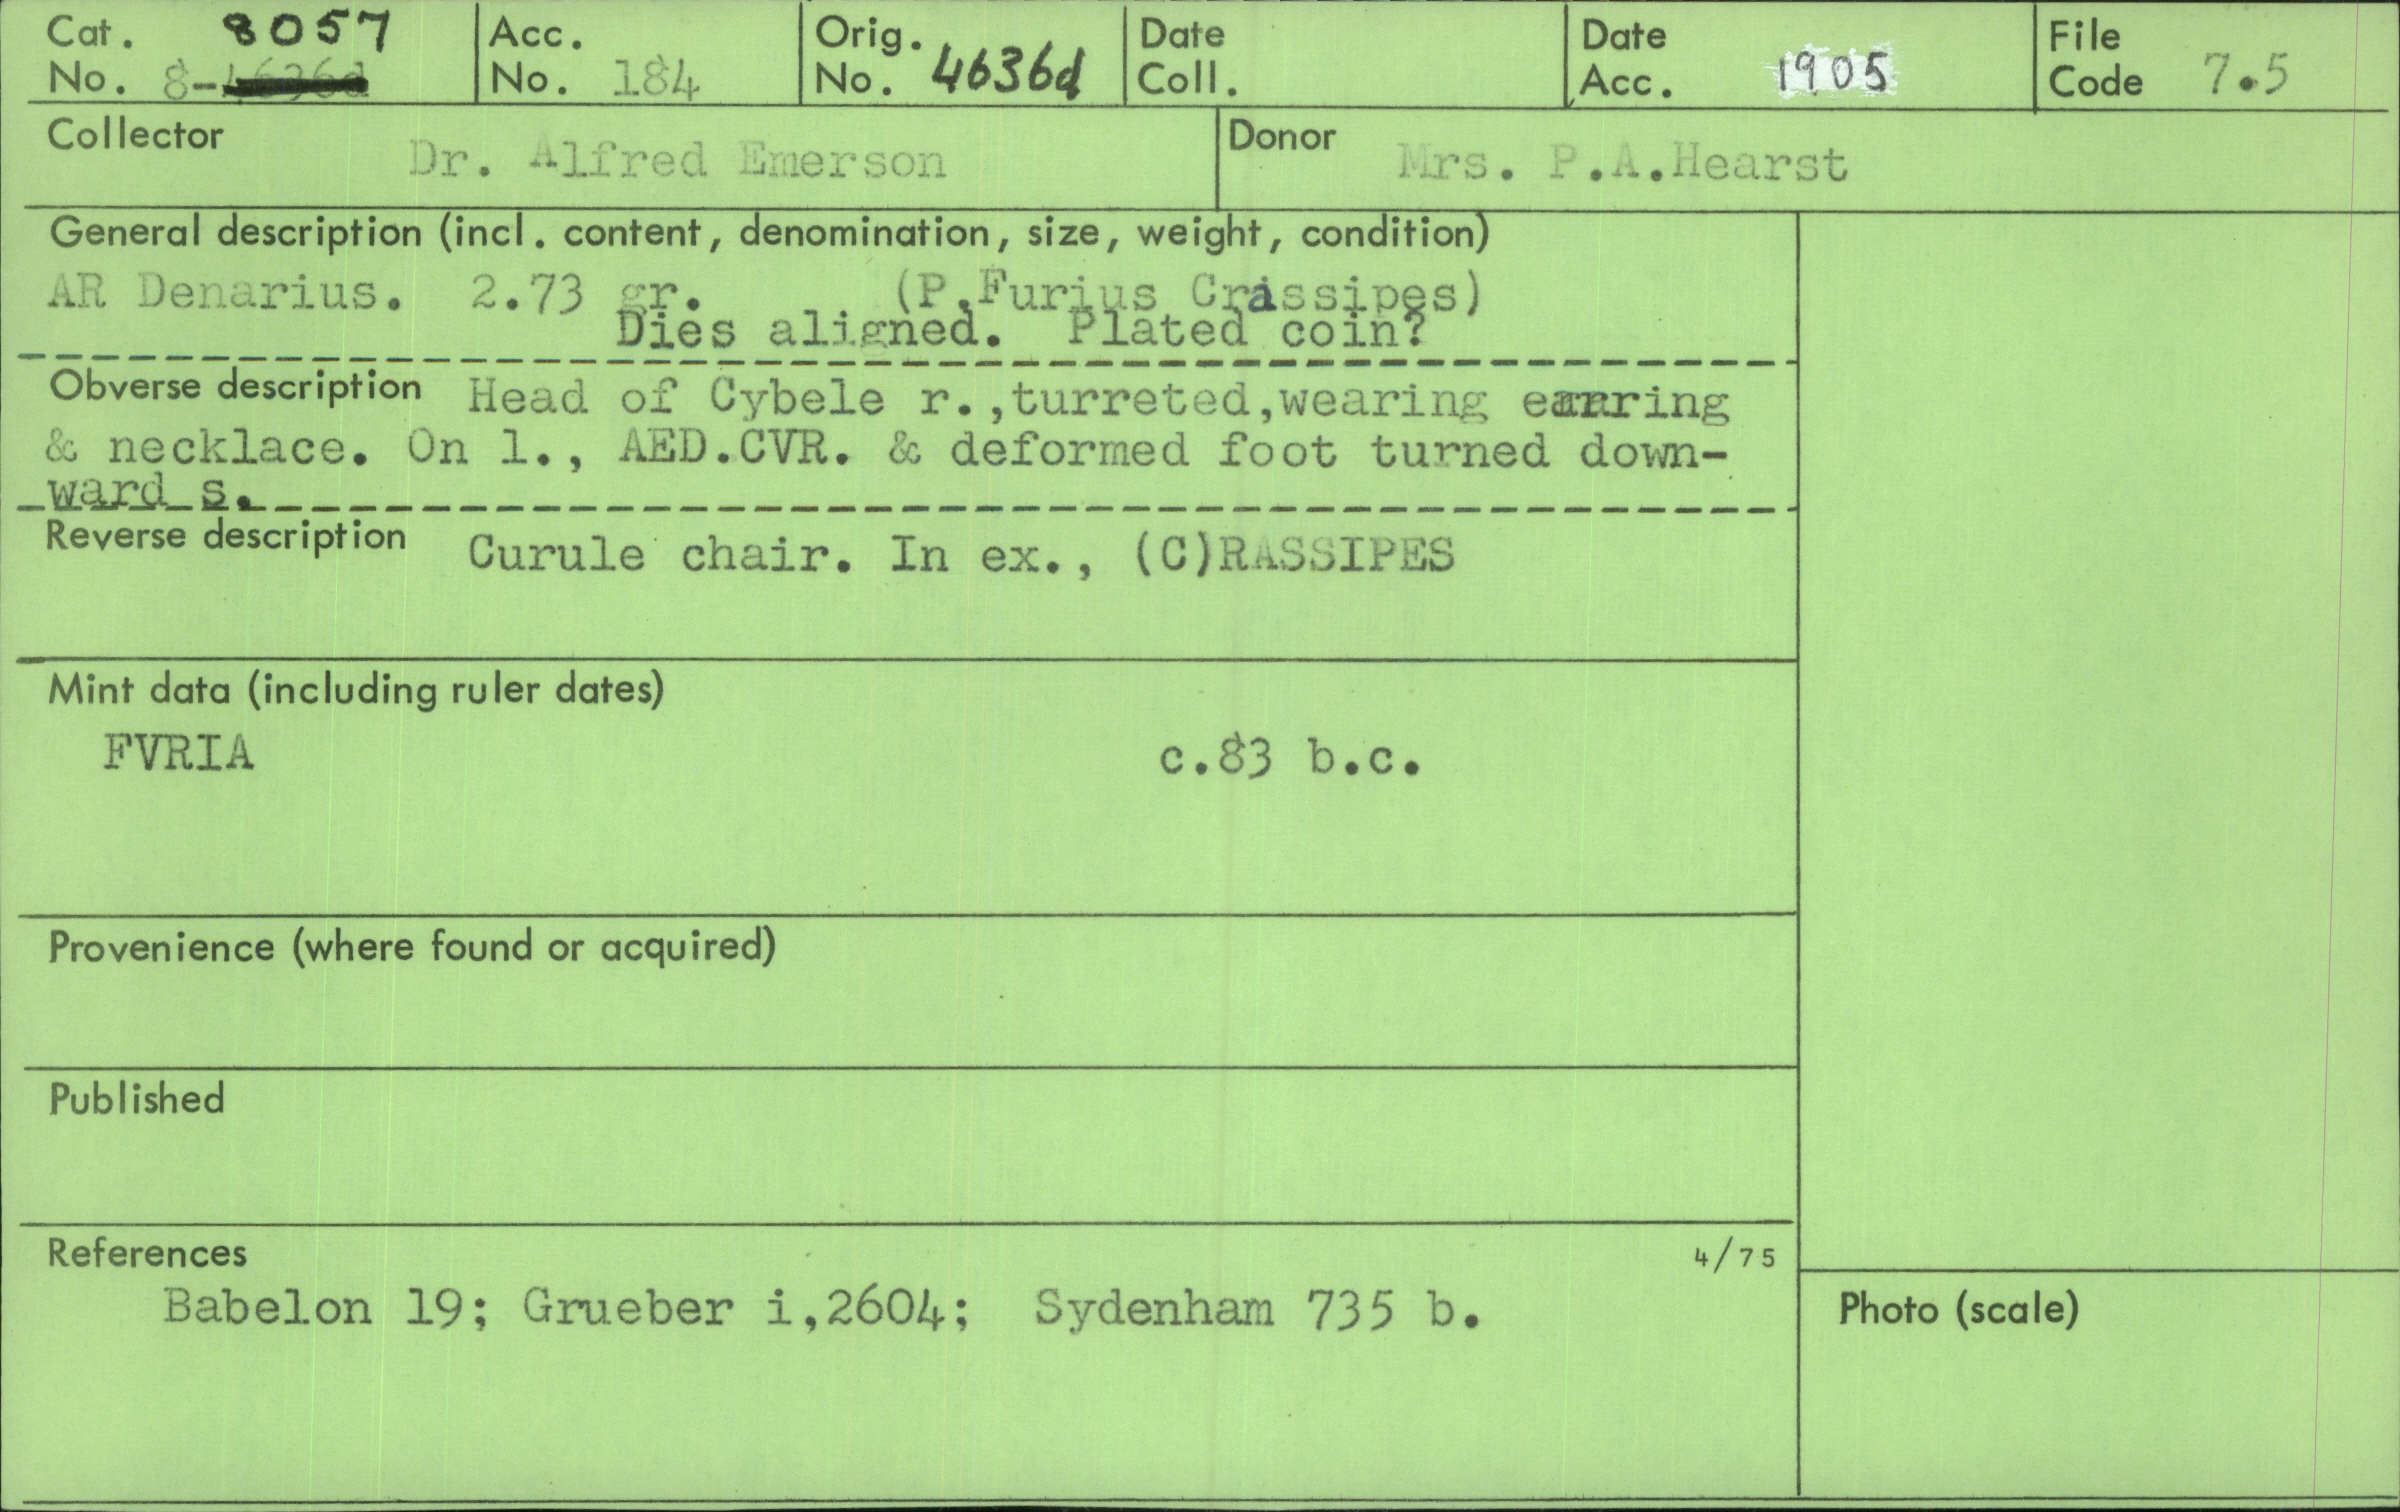 Cat. 8057 Acc. Orig. Date Date File
No. 8-4636d No. 184 No. 4636d Coll. Acc. 1905 Code 7.5
Collector Dr. Alfred Emerson Donor Mrs. P.A.Hearst
General description (incl. content, denomination, size, weight, condition)
AR Denarius. 2.73 gr. (P.Furius Crassipes)
Dies aligned. Plated coin?
Obverse description Head of Cybele r.,turreted,wearing earring
& necklace. On l., AED.CVR. & deformed foot turned down-
ward s.
Reverse description Curule chair. In ex., (C)RASSIPES
Mint data (including ruler dates)
FVRIA c.83 b.c.
Provenience (where found or acquired)
Published
References 4/75
Babelon 19; Grueber i,2604; Sydenham 735 b.
Photo (scale)